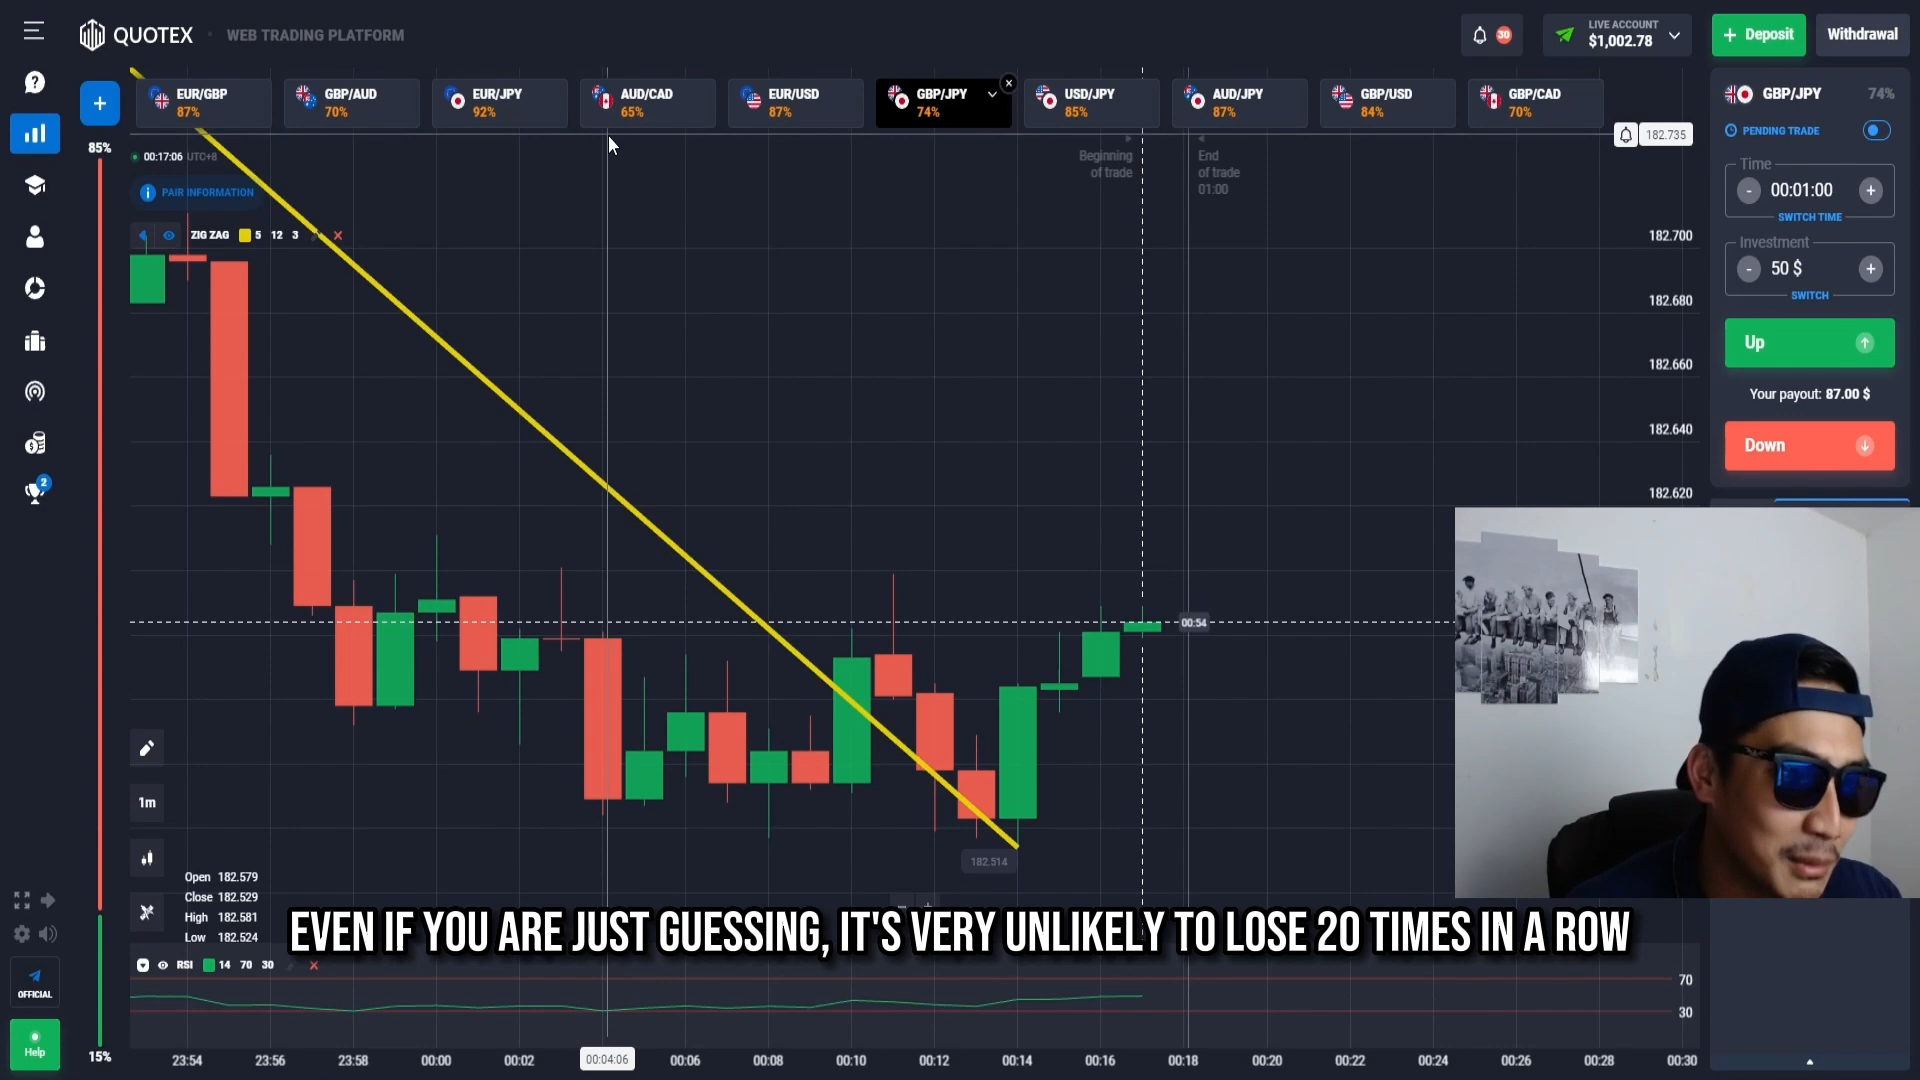 QUOTEX
WEB TRADING PLATFORM
30
LIVE ACCOUNT
$1,002.78
+ Deposit
Withdrawal
+
EUR/GBP
87%
GBP/AUD
70%
EUR/JPY
92%
AUD/CAD
65%
EUR/USD
87%
GBP/JPY
74%
USD/JPY
85%
AUD/JPY
87%
GBP/USD
84%
GBP/CAD
70%
GBP/JPY 74%
PENDING TRADE
Time
- 00:01:00 +
SWITCH TIME
Investment
- 50 $ +
SWITCH
Up
Your payout: 87.00 $
Down
85%
00:17:06 UTC+8
PAIR INFORMATION
ZIG ZAG 5 12 3
Beginning
of trade
End
of trade
01:00
182.735
182.700
182.680
182.660
182.640
182.620
00:54
182.514
2
1m
Open 182.579
Close 182.529
High 182.581
Low 182.524
EVEN IF YOU ARE JUST GUESSING, IT'S VERY UNLIKELY TO LOSE 20 TIMES IN A ROW
RSI 14 70 30
70
30
OFFICIAL
Help
15%
23:54 23:56 23:58 00:00 00:02 00:04:06 00:06 00:08 00:10 00:12 00:14 00:16 00:18 00:20 00:22 00:24 00:26 00:28 00:30